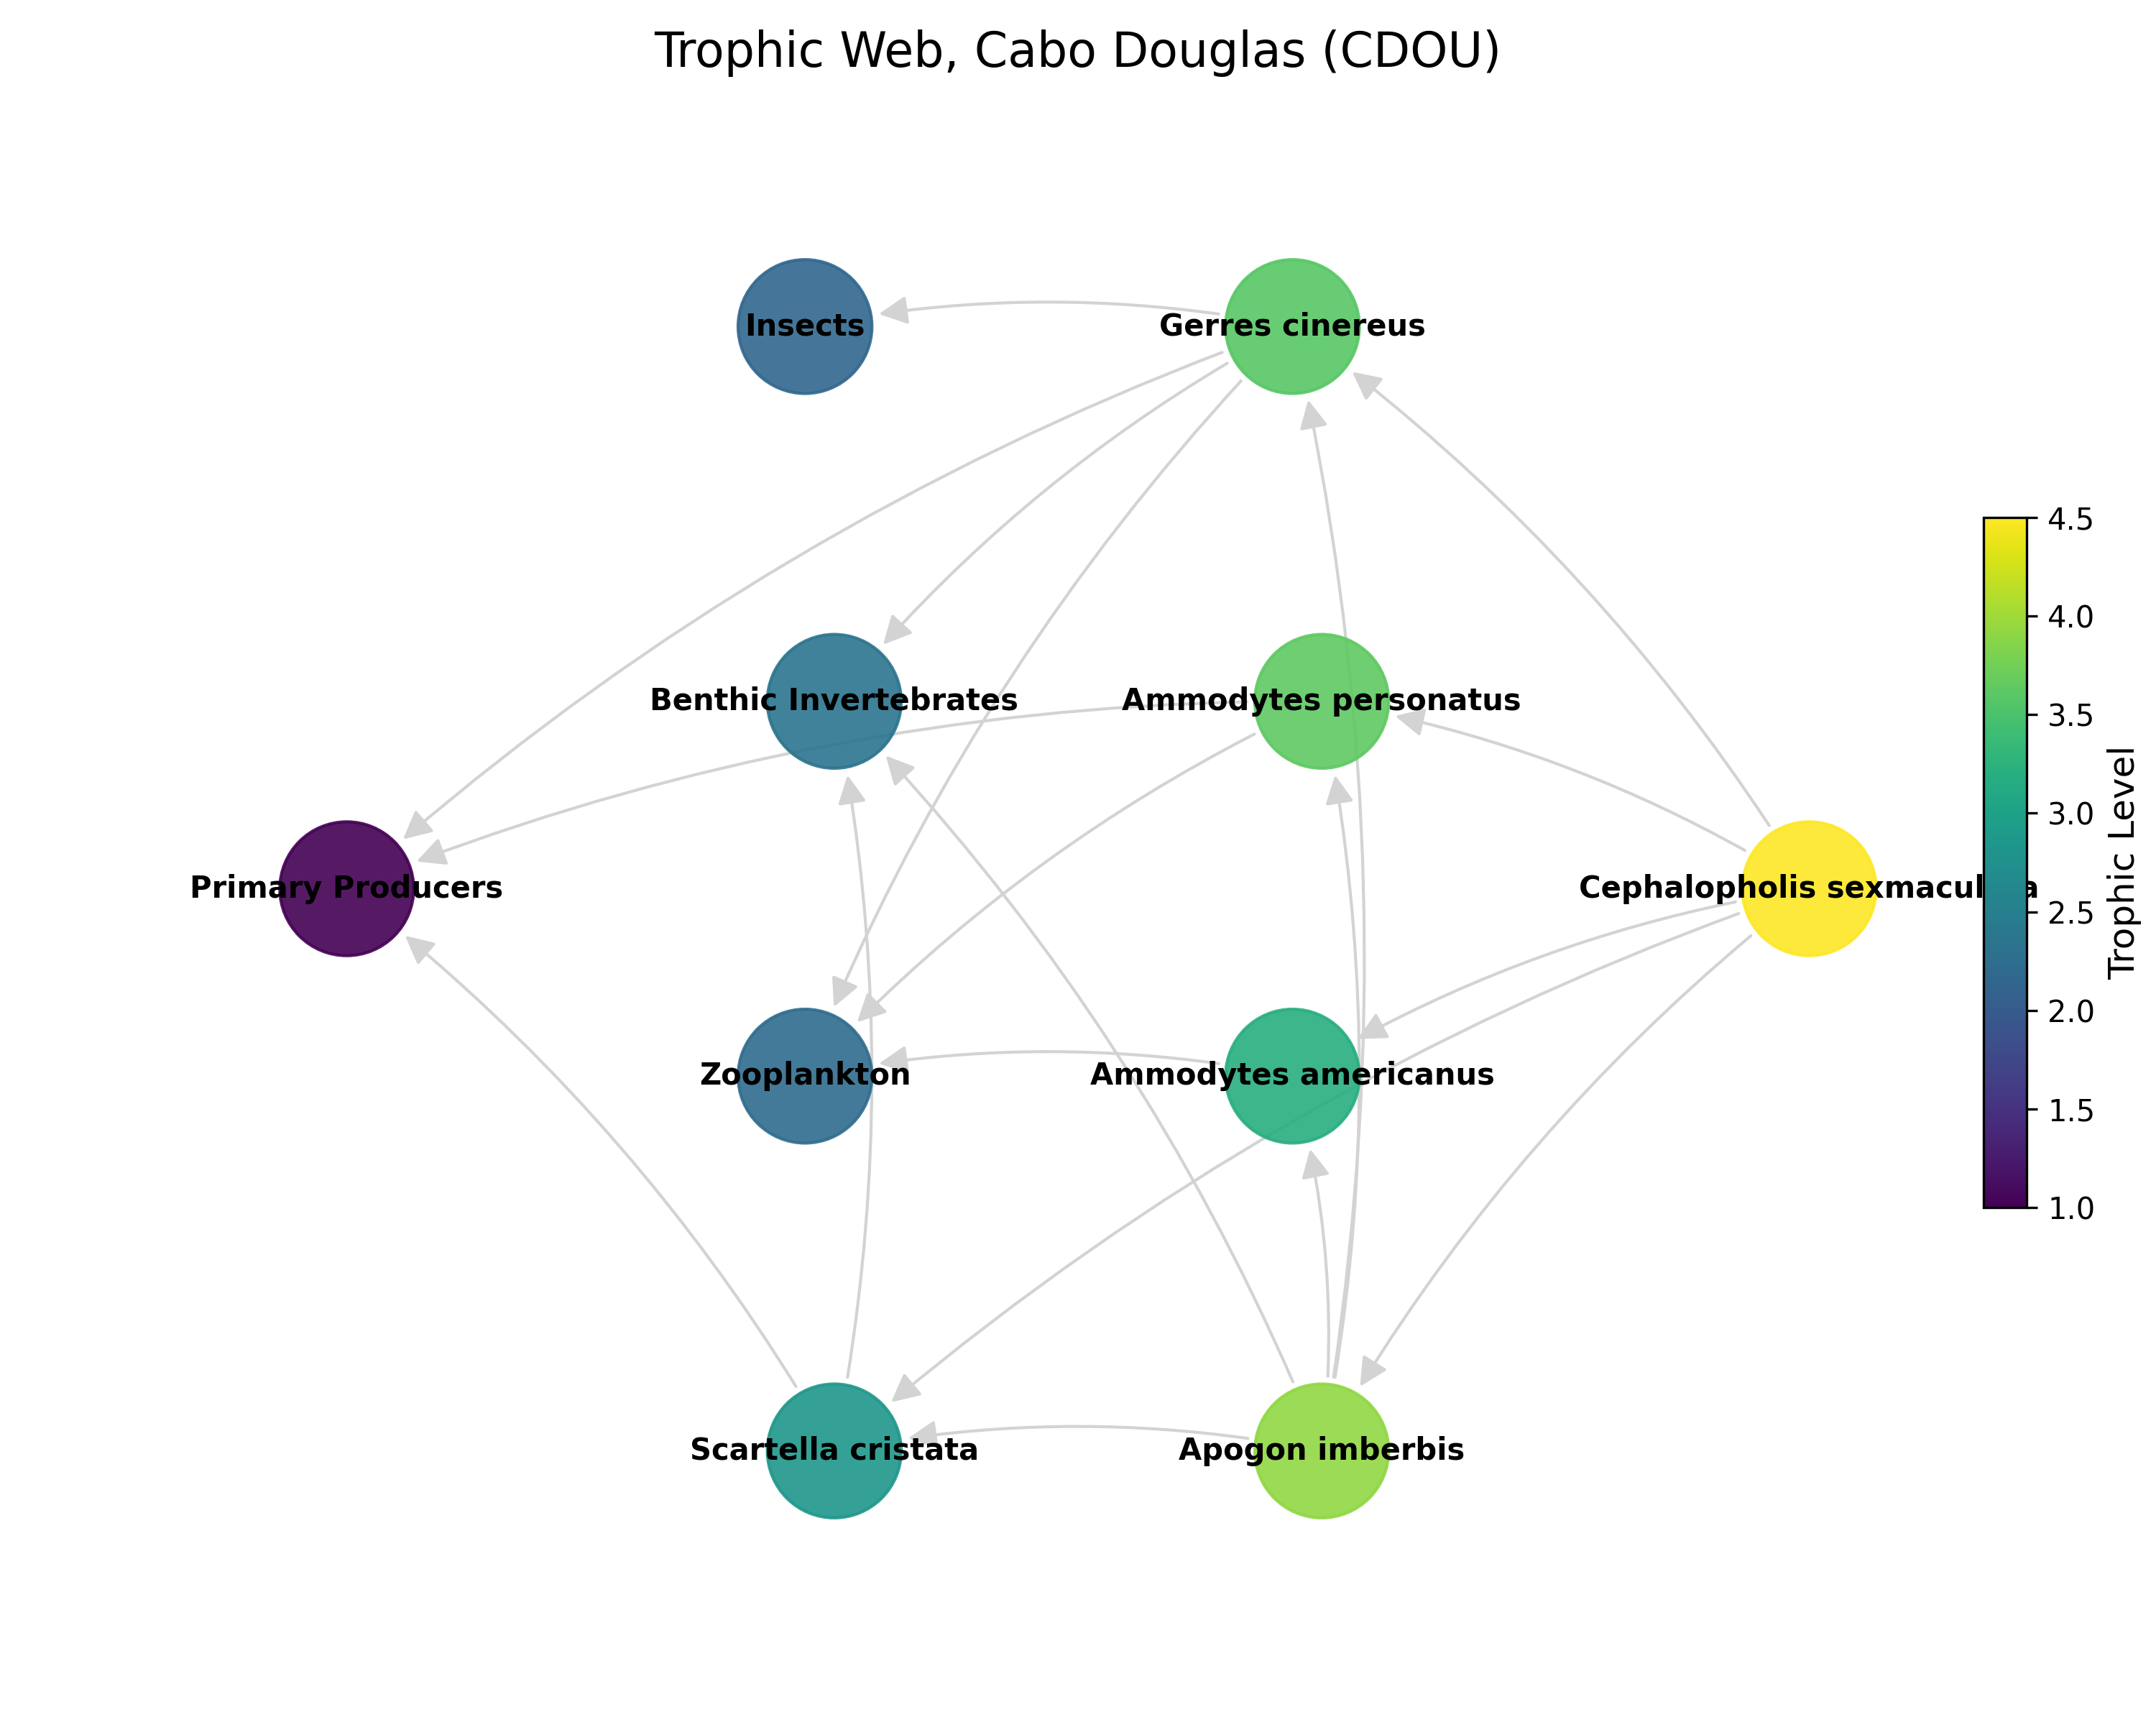 Trophic Web, Cabo Douglas (CDOU)
Insects
Gerres cinereus
4.5
4.0
Benthic Invertebrates
Ammodytes personatus
3.5
3.0
Trophic Level
Primary Producers
Cephalopholis
2.5
2.0
Zooplankton
Ammodytes americanus
1.5
1.0
Scartella cristata
Apogon imberbis